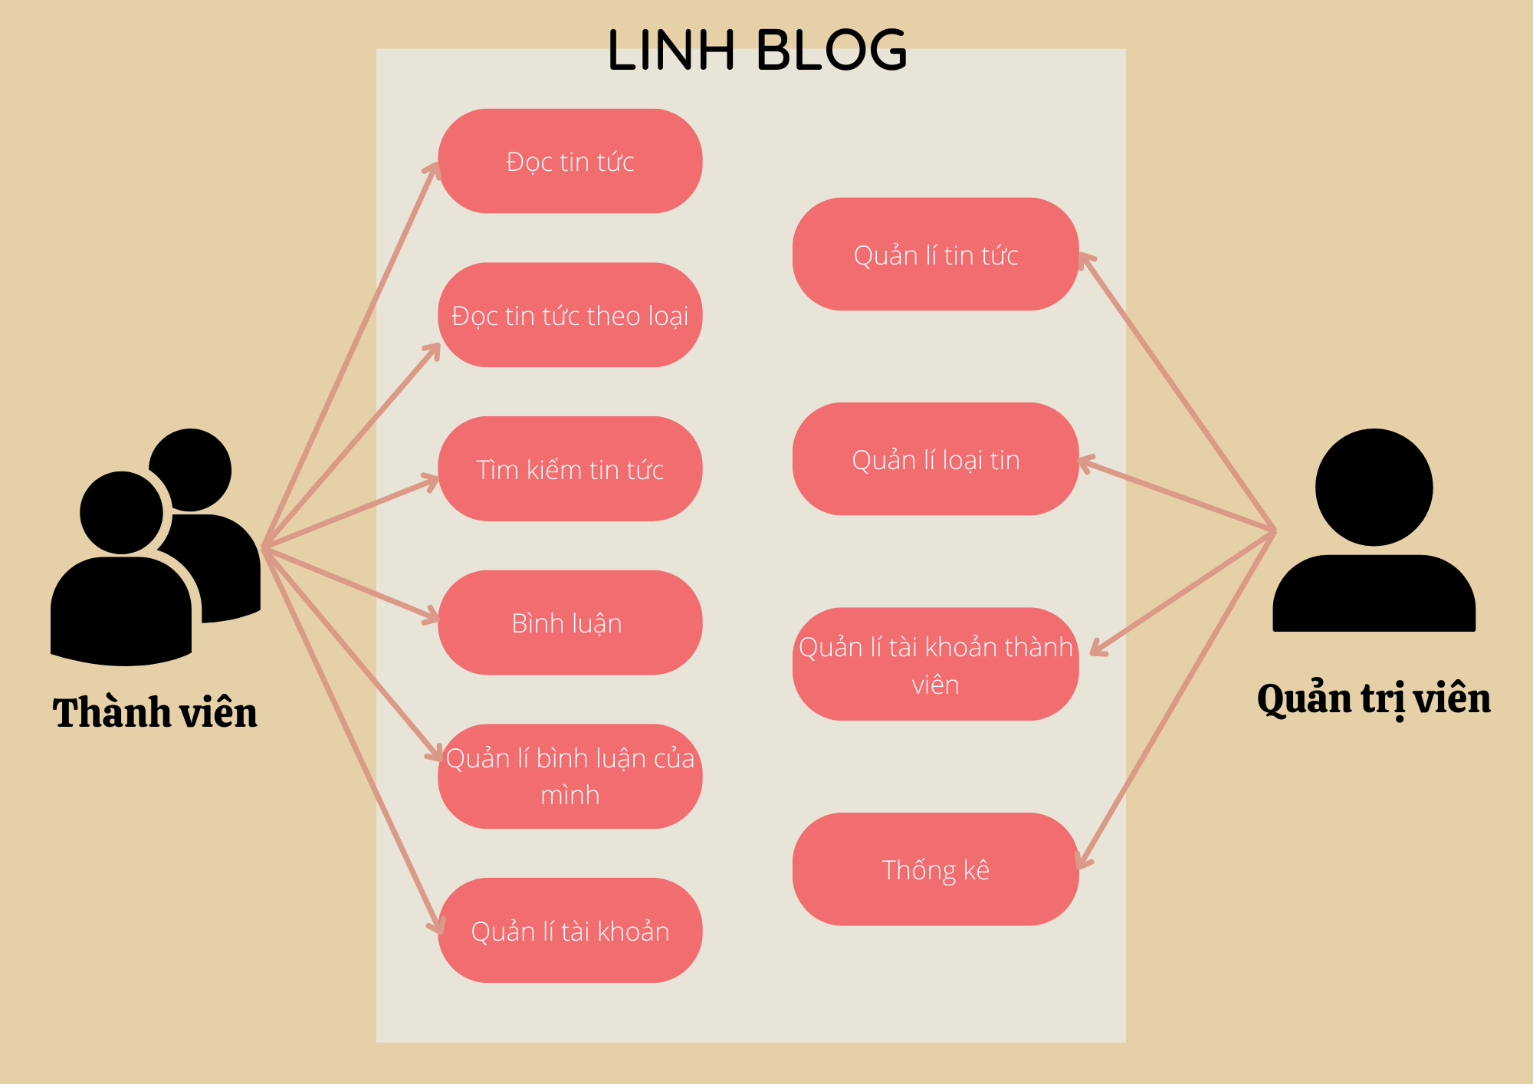 LINH BLOG
Đọc tin tức
Đọc tin tức theo loại
Tìm kiếm tin tức
Bình luận
Quản lí bình luận của
mình
Quản lí tài khoản
Quản lí tin tức
Quản lí loại tin
Quản lí tài khoản thành
viên
Thống kê
Thành viên
Quản trị viên